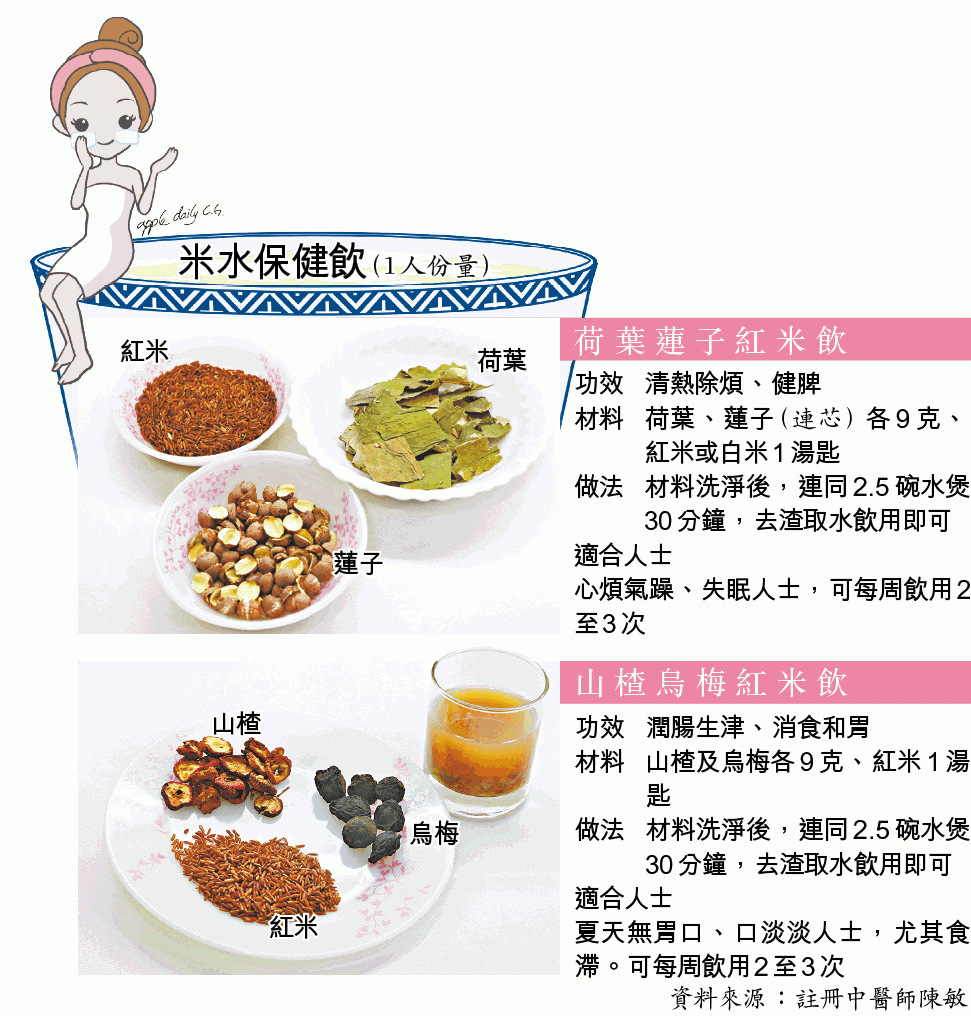 apple daily C.G.
米水保健飲(1人份量)
紅米
荷葉
蓮子
荷葉蓮子紅米飲
功效 清熱除煩、健脾
材料 荷葉、蓮子(連芯)各9克、
紅米或白米1湯匙
做法 材料洗淨後，連同2.5碗水煲
30分鐘，去渣取水飲用即可
適合人士
心煩氣躁、失眠人士，可每周飲用2
至3次
山楂
烏梅
紅米
山楂烏梅紅米飲
功效 潤腸生津、消食和胃
材料 山楂及烏梅各9克、紅米1湯
匙
做法 材料洗淨後，連同2.5碗水煲
30分鐘，去渣取水飲用即可
適合人士
夏天無胃口、口淡淡人士，尤其食
滯。可每周飲用2至3次
資料來源：註冊中醫師陳敏